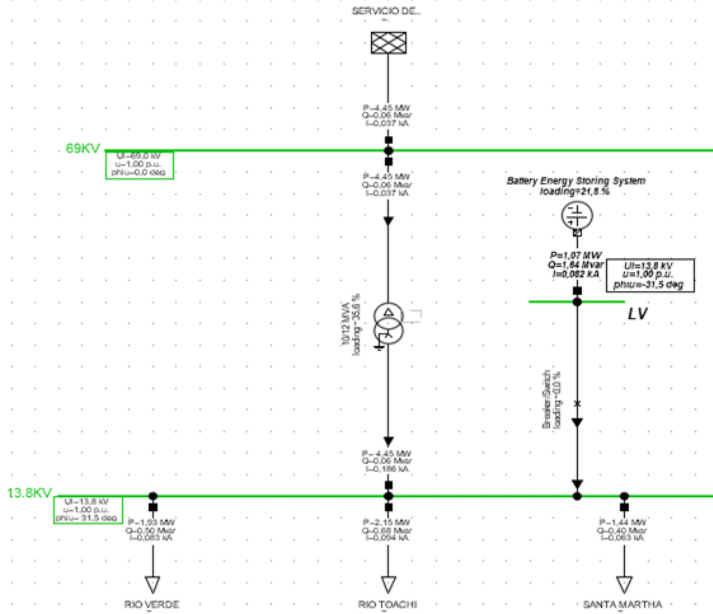 SERVICIO DE..
P=4,45 MW
Q=0,06 Mvar
I=0,037 kA
69KV
Ul=69,0 kV
u=1,00 p.u.
phiu=0,0 deg
P=4,45 MW
Q=0,06 Mvar
I=0,037 kA
Battery Energy Storing System
loading=21,8 %
P=1,07 MW
Q=1,64 Mvar
I=0,082 kA
Ul=13,8 kV
u=1,00 p.u.
phiu=-31,5 deg
LV
10/12 MVA
loading=35,6 %
Breaker/Switch
loading=0,0 %
P=-4,45 MW
Q=0,06 Mvar
I=0,186 kA
13.8KV
Ul=13,8 kV
u=1,00 p.u.
phiu=-31,5 deg
P=1,93 MW
Q=0,50 Mvar
I=0,083 kA
P=2,15 MW
Q=0,68 Mvar
I=0,094 kA
P=1,44 MW
Q=0,40 Mvar
I=0,063 kA
RIO VERDE
RIO TOACHI
SANTA MARTHA